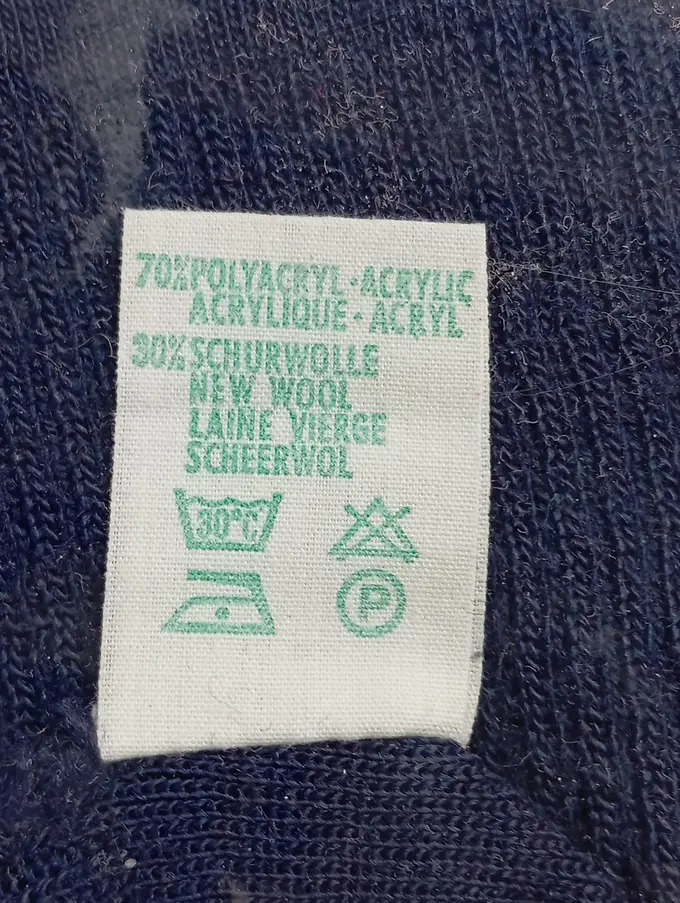 70%POLYACRYL·ACRYLIC
ACRYLIQUE·ACRYL
30%SCHURWOLLE
NEW WOOL
LAINE VIERGE
SCHEERWOL
30°C
P